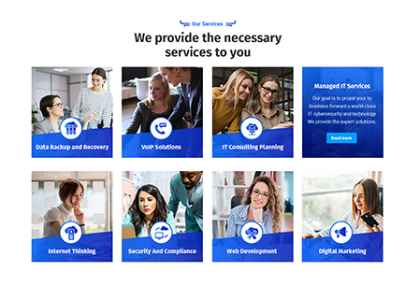 Our Services
We provide the necessary
services to you
Data Backup and Recovery
VoIP Solutions
IT Consulting Planning
Managed IT Services
Our goal is to propel your to
business forward a world-class
IT cybersecurity and technology
We provide the expert solutions.
Read more
Internet Thinking
Security And Compliance
Web Development
Digital Marketing